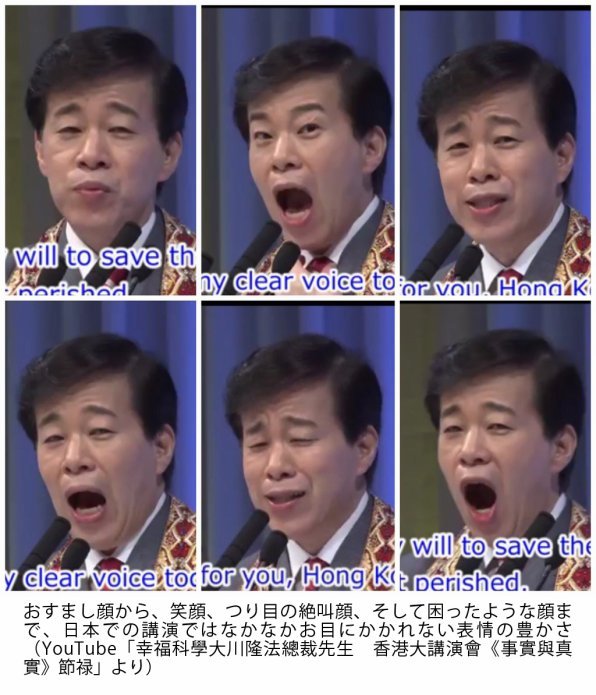 will to save th
t perished
ny clear voice to
for you, Hong K
y clear voice too
for you, Hong Ko
will to save the
t perished.
おすまし顔から、笑顔、つり目の絶叫顔、そして困ったような顔ま
で、日本での講演ではなかなかお目にかかれない表情の豊かさ
（YouTube「幸福科學大川隆法總裁先生　香港大講演會《事實與真
實》節禄」より）